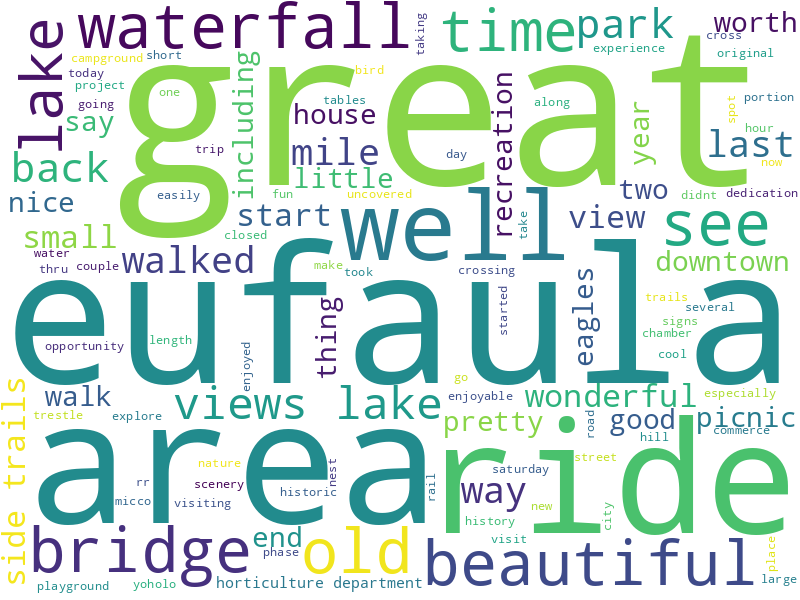 waterfall
time
park
worth
taking
cross
campground
short
experience
original
lake
great
today
bird
project
including
going
one
tables
along
portion
say
house
recreation
year
spot
hour
last
trip
mile
day
now
back
little
easily
fun
uncovered
two
didnt
dedication
nice
start
well
take
view
see
small
closed
water
walked
downtown
thru
couple
make
took
crossing
eufaula
thing
eagles
trails
several
started
signs
chamber
opportunity
length
cool
enjoyed
go
side trails
walk
views lake
enjoyable
wonderful
especially
trestle
explore
pretty
road
good
picnic
commerce
area
ride
hill
street
nature
saturday
rr
scenery
nest
rail
micco
visiting
historic
way
new
city
history
bridge
end
phase
old
visit
beautiful
place
playground
yoholo
horticulture department
large